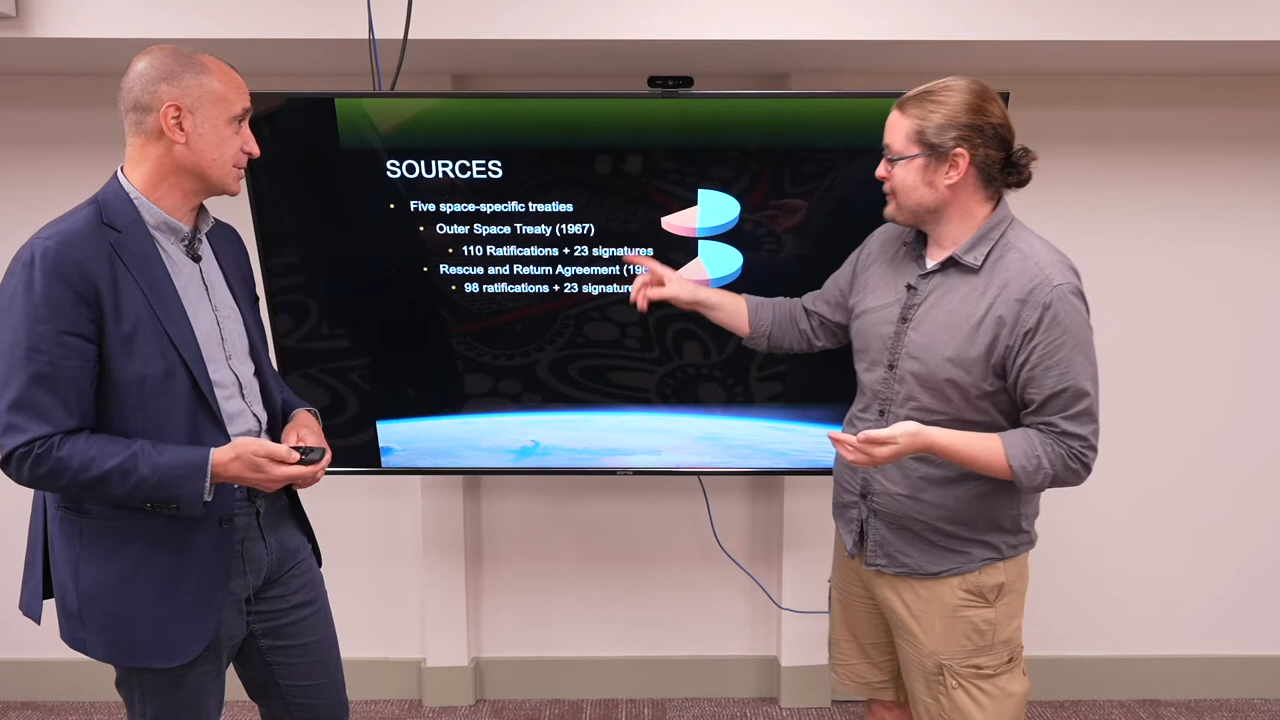 SOURCES
Five space-specific treaties
Outer Space Treaty (1967)
110 Ratifications + 23 signatures
Rescue and Return Agreement
98 ratifications + 23